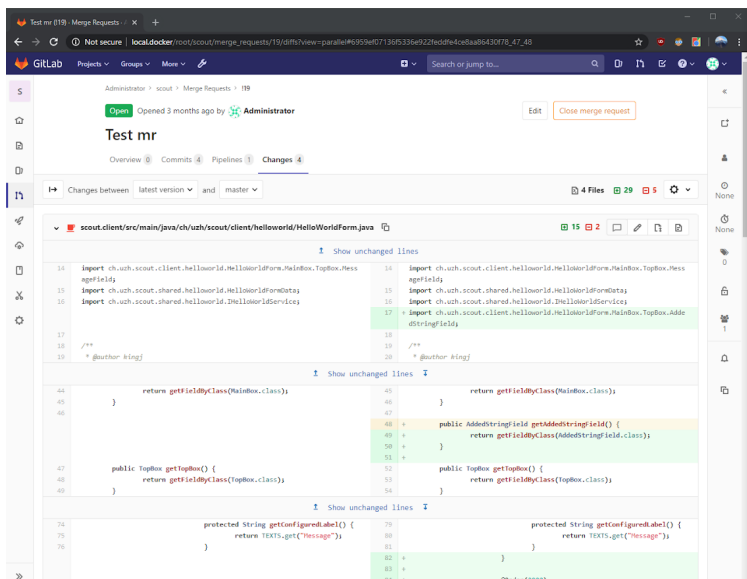 Test mr (!19) · Merge Requests · A
Not secure | local.docker/root/scout/merge_requests/19/diffs?view=parallel#6959ef07136f5336e922feddfe4ce8aa86430f78_47_48
GitLab Projects Groups More Search or jump to...
S Administrator > scout > Merge Requests > !19
Open Opened 3 months ago by Administrator Edit Close merge request
Test mr
Overview 0 Commits 4 Pipelines 1 Changes 4
Changes between latest version and master 4 Files 29 5
None
scout.client/src/main/java/ch/uzh/scout/client/helloworld/HelloWorldForm.java 15 2
None
Show unchanged lines
14 import ch.uzh.scout.client.helloworld.HelloWorldForm.MainBox.TopBox.Mess 14 import ch.uzh.scout.client.helloworld.HelloWorldForm.MainBox.TopBox.Mess
ageField; ageField;
0
15 import ch.uzh.scout.shared.helloworld.HelloWorldFormData; 15 import ch.uzh.scout.shared.helloworld.HelloWorldFormData;
16 import ch.uzh.scout.shared.helloworld.IHelloWorldService; 16 import ch.uzh.scout.shared.helloworld.IHelloWorldService;
17 + import ch.uzh.scout.client.helloworld.HelloWorldForm.MainBox.TopBox.Adde
dStringField;
1
17 18
18 /** 19 /**
19 * @author kingj 20 * @author kingj
Show unchanged lines
44 return getFieldByClass(MainBox.class); 45 return getFieldByClass(MainBox.class);
45 } 46 }
46 47
48 + public AddedStringField getAddedStringField() {
49 + return getFieldByClass(AddedStringField.class);
50 + }
51 +
47 public TopBox getTopBox() { 52 public TopBox getTopBox() {
48 return getFieldByClass(TopBox.class); 53 return getFieldByClass(TopBox.class);
49 } 54 }
Show unchanged lines
74 protected String getConfiguredLabel() { 79 protected String getConfiguredLabel() {
75 return TEXTS.get("Message"); 80 return TEXTS.get("Message");
76 } 81 }
82 + }
83 +